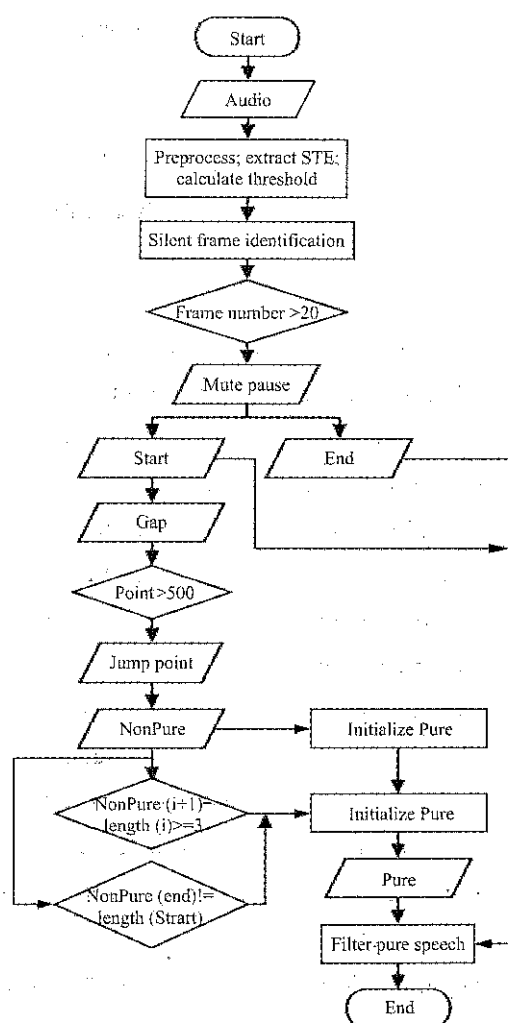 Start
Audio
Preprocess; extract STE;
calculate threshold
Silent frame identification
Frame number >20
Mute pause
Start
End
Gap
Point>500
Jump point
NonPure
Initialize Pure
NonPure (i+1)-
length (i)>=3
Initialize Pure
Pure
NonPure (end)!=
length (Strart)
Filter-pure speech
End